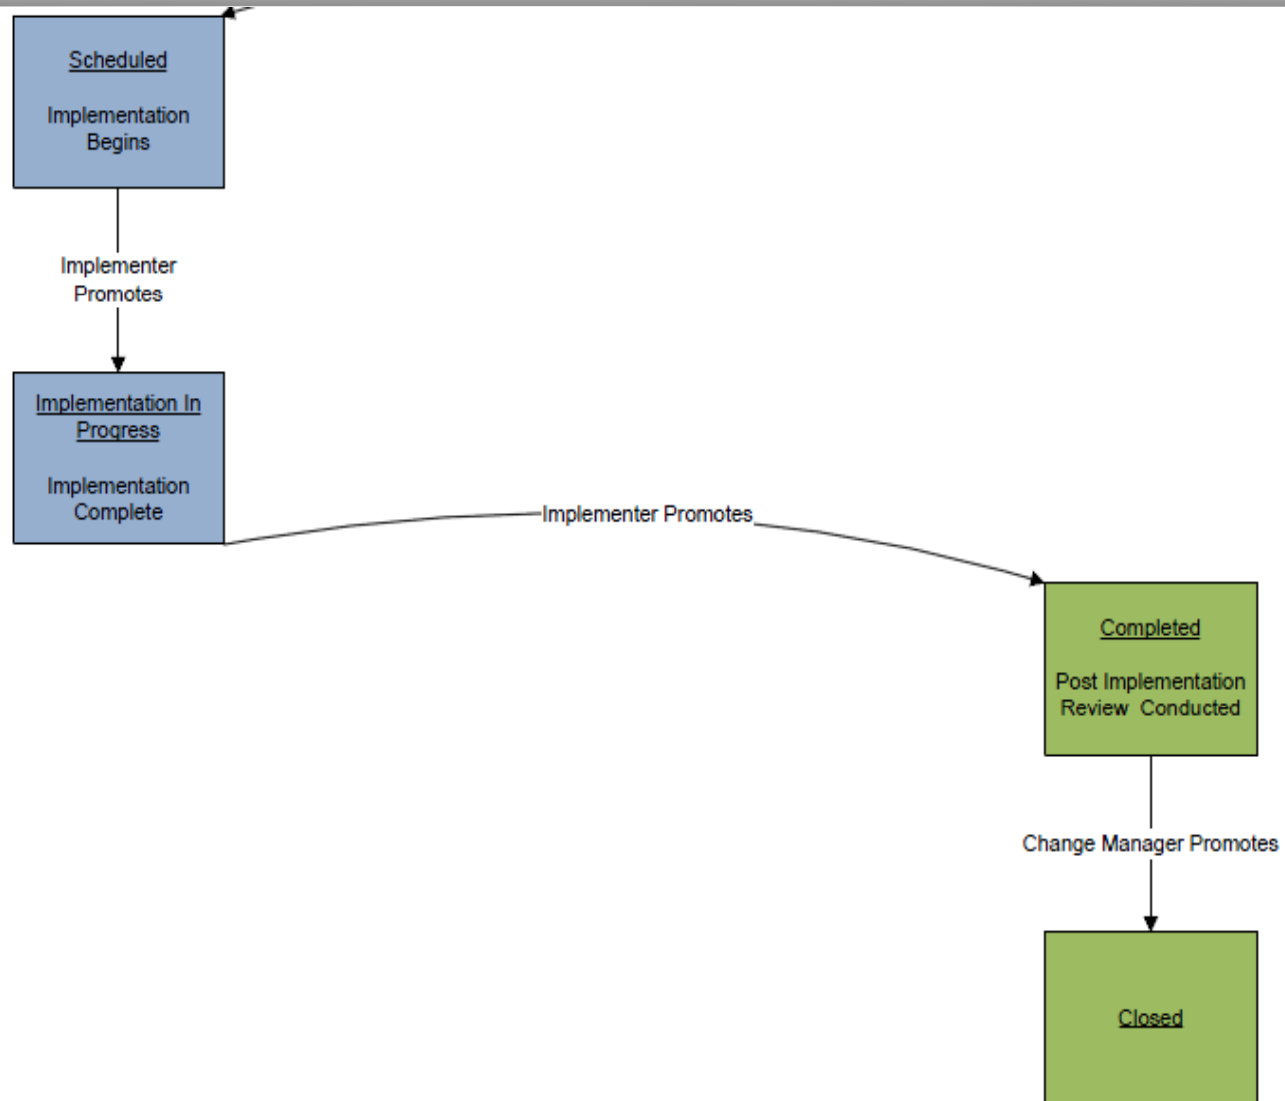 Scheduled
Implementation
Begins
Implementer
Promotes
Implementation In
Progress
Implementation
Complete
Implementer Promotes
Completed
Post Implementation
Review Conducted
Change Manager Promotes
Closed